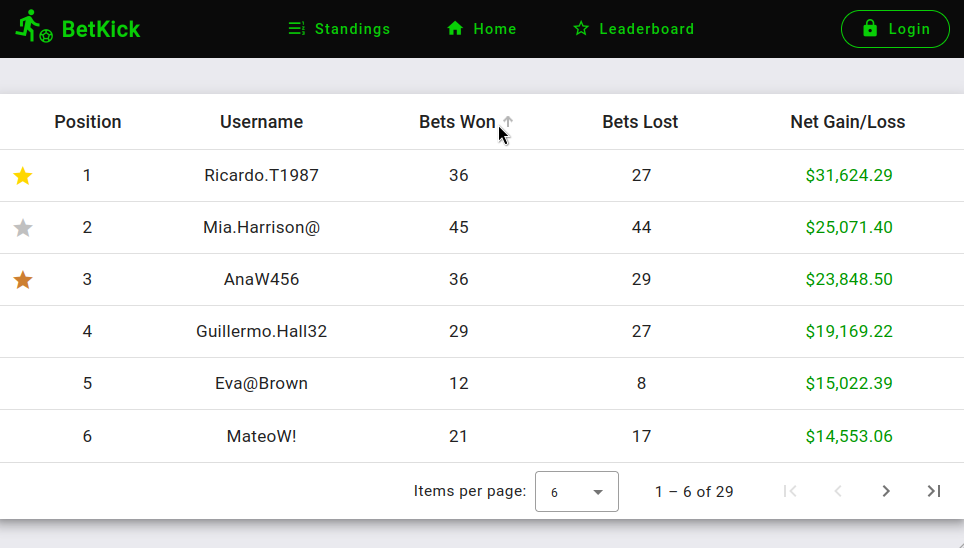 BetKick Standings Home Leaderboard Login
Position Username Bets Won Bets Lost Net Gain/Loss
1 Ricardo.T1987 36 27 $31,624.29
2 Mia.Harrison@ 45 44 $25,071.40
3 AnaW456 36 29 $23,848.50
4 Guillermo.Hall32 29 27 $19,169.22
5 Eva@Brown 12 8 $15,022.39
6 MateoW! 21 17 $14,553.06
Items per page: 6 1 – 6 of 29